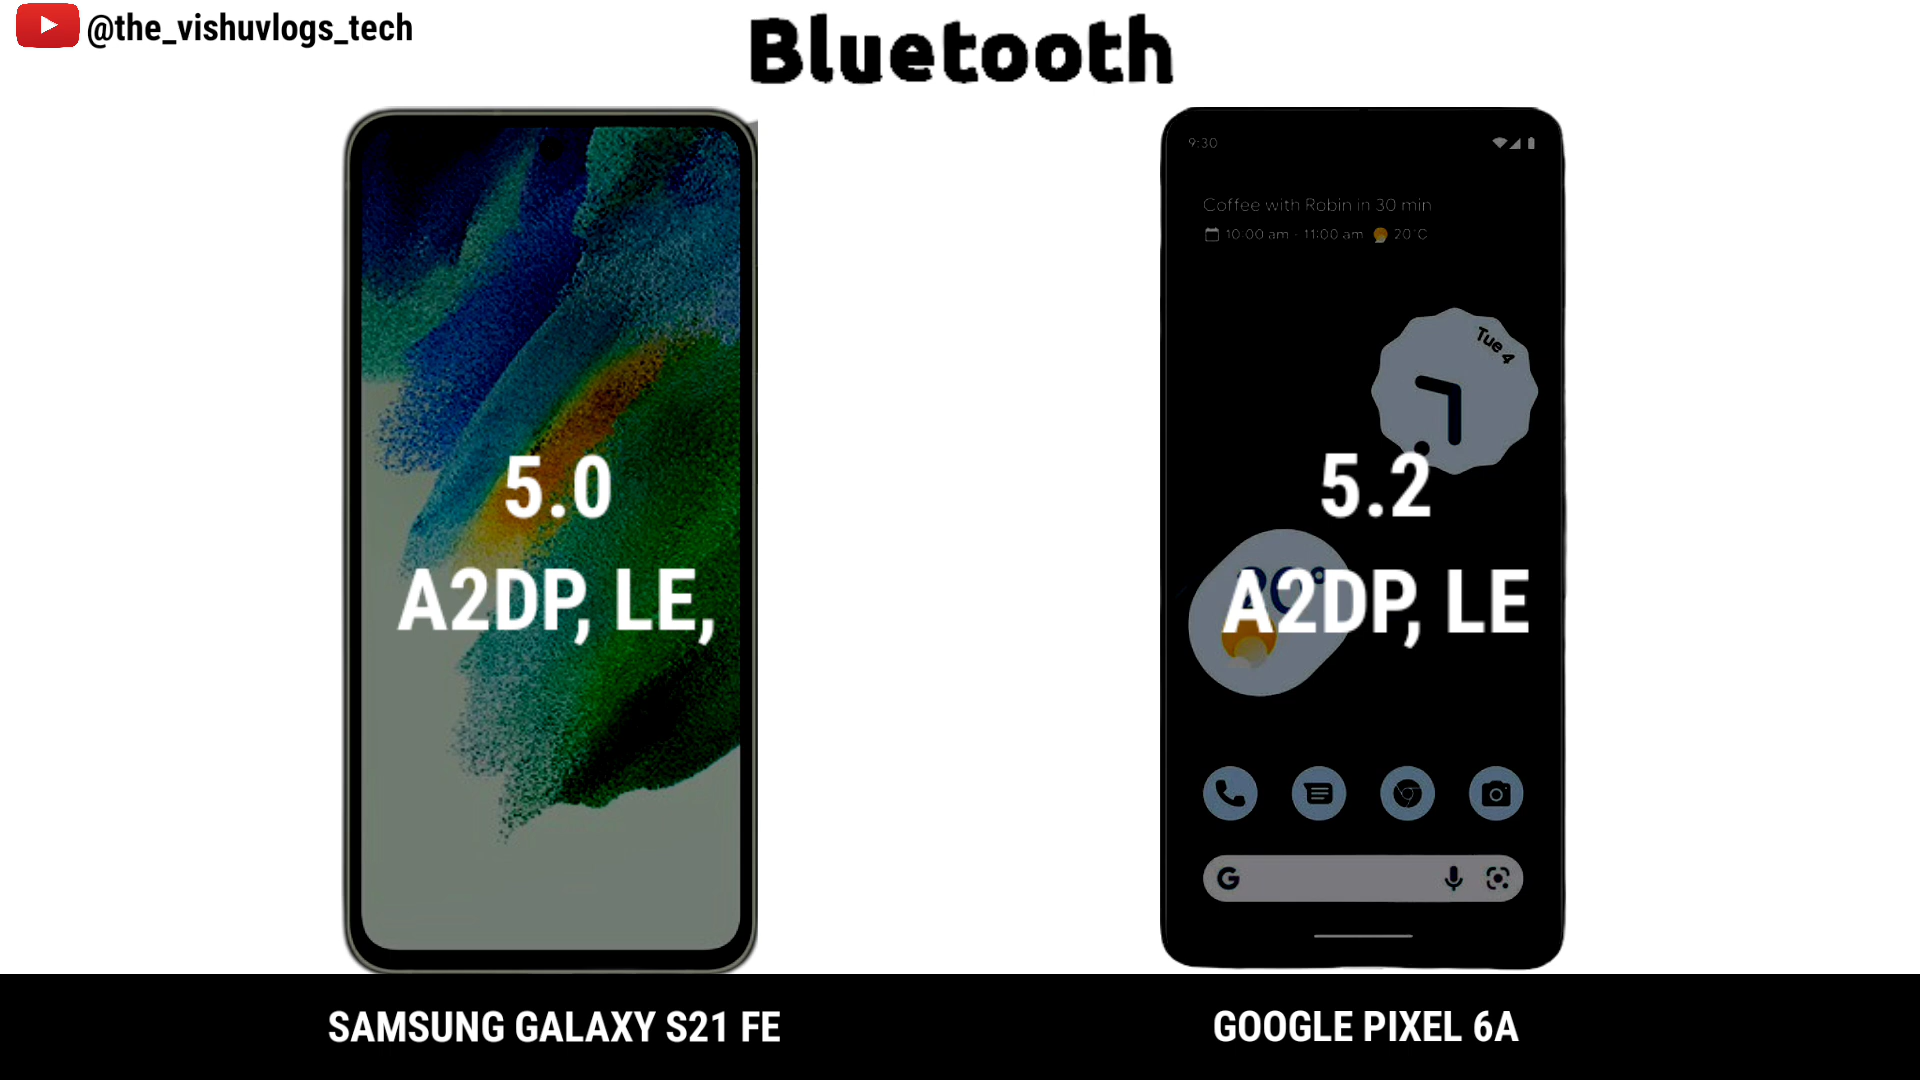 @the_vishuvlogs_tech
Bluetooth
5.0
A2DP, LE,
9:30
Coffee with Robin in 30 min
10:00 am - 11:00 am 20°C
Tue 4
5.2
A2DP, LE
G
SAMSUNG GALAXY S21 FE
GOOGLE PIXEL 6A